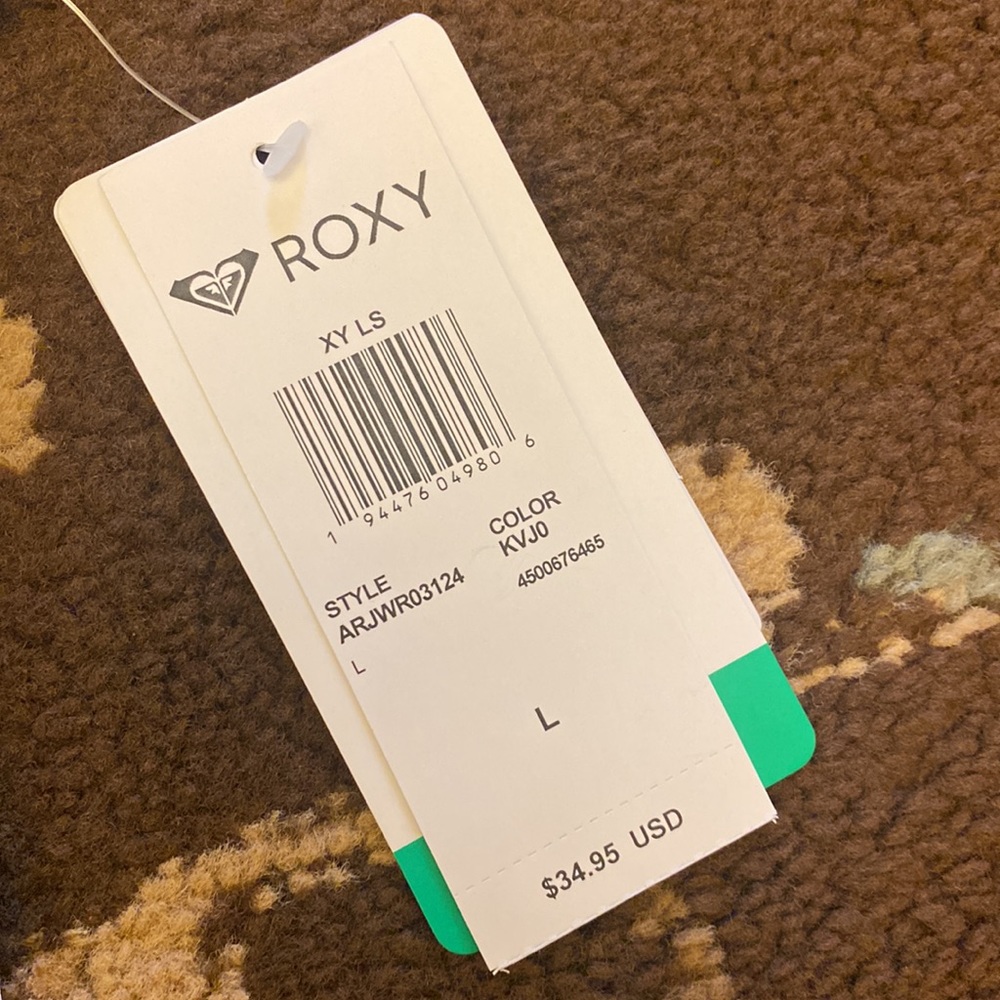 ROXY
XY LS
1 94476 04980 6
STYLE
ARJWR03124
COLOR
KVJ0
4500676465
L
L
$34.95 USD